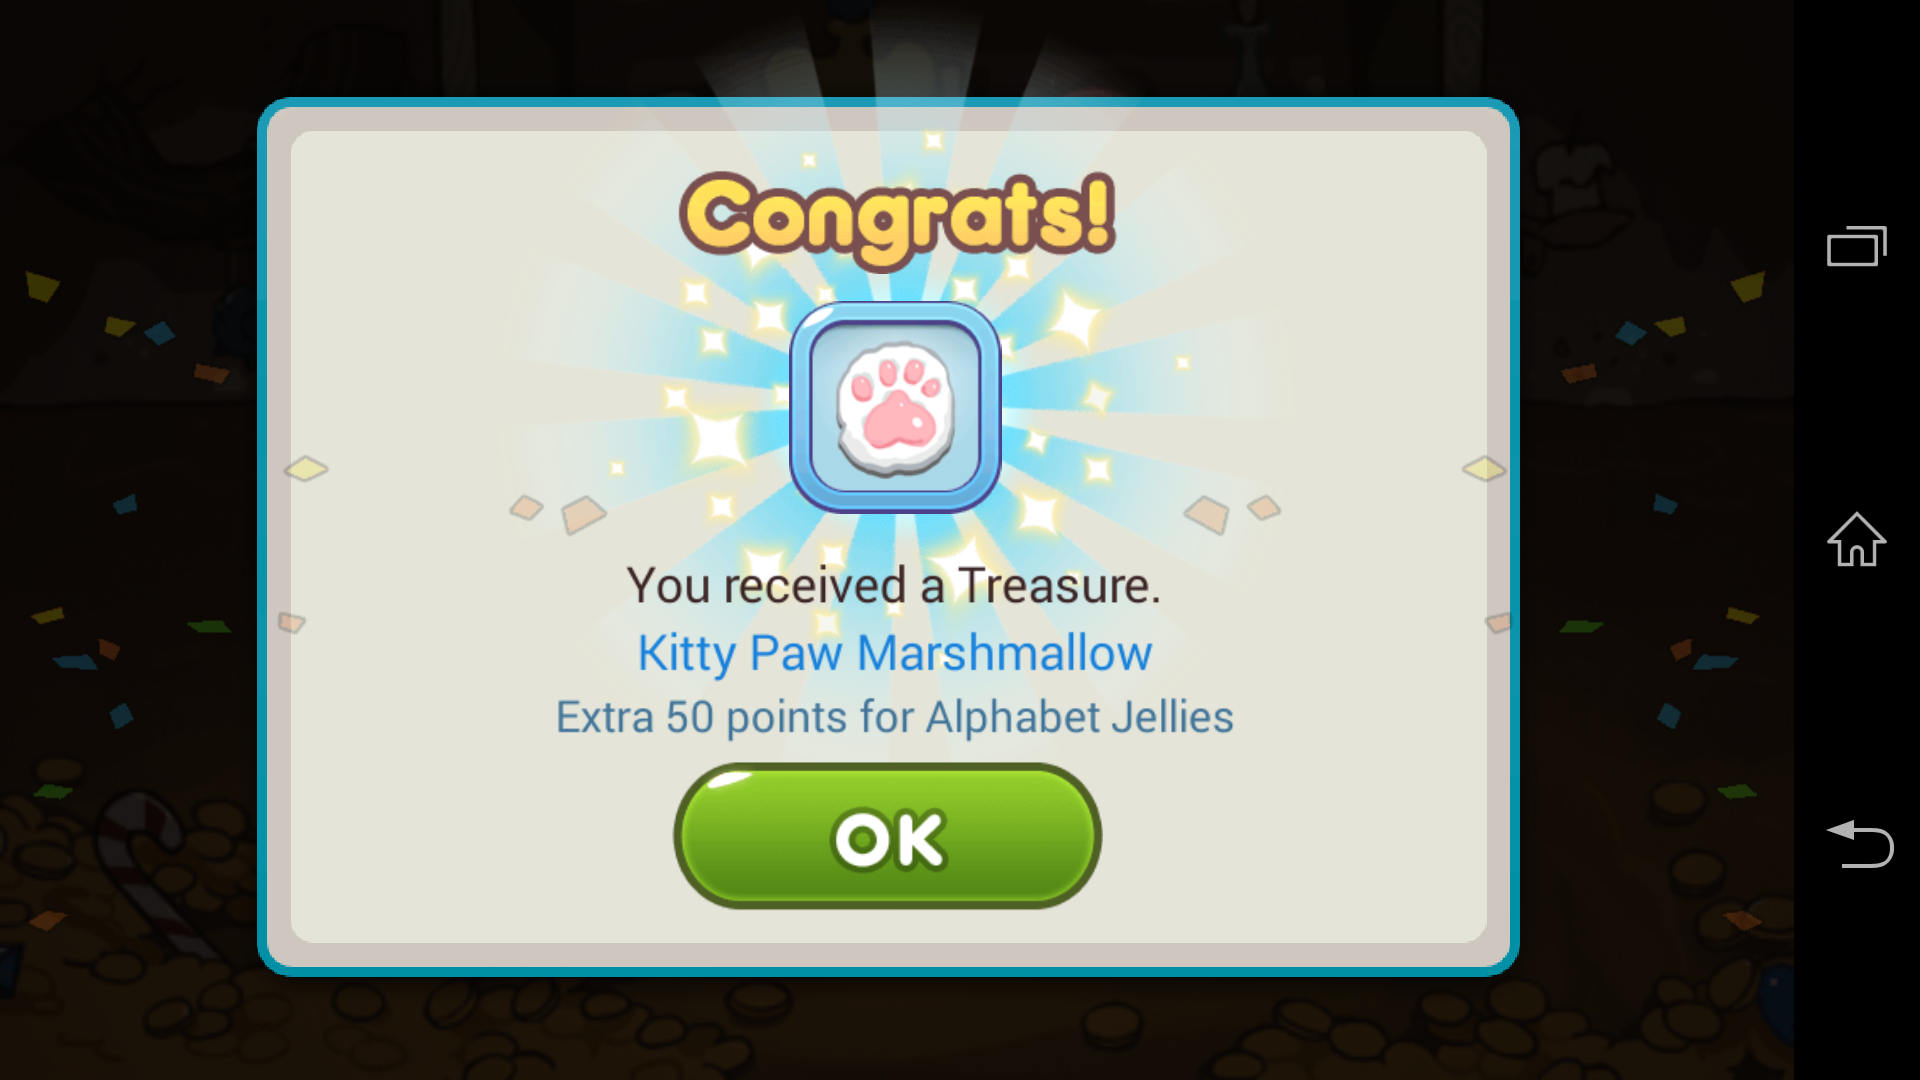 Congrats!
You received a Treasure.
Kitty Paw Marshmallow
Extra 50 points for Alphabet Jellies
OK